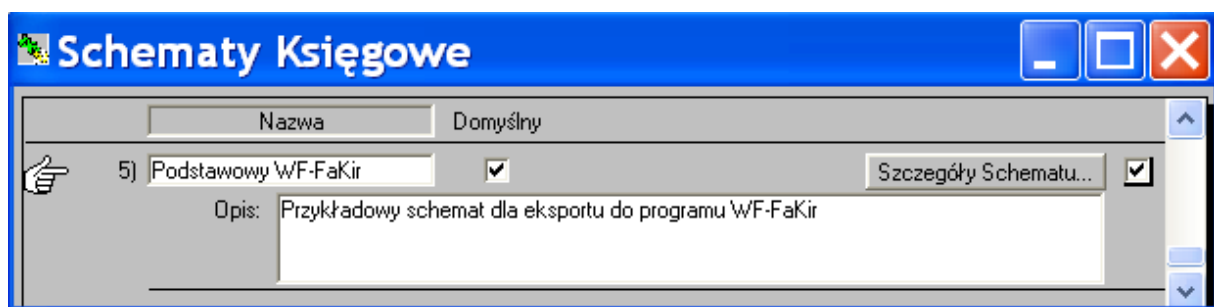 Schematy Księgowe
Nazwa Domyślny
5) Podstawowy WF-FaKir Szczegóły Schematu...
Opis: Przykładowy schemat dla eksportu do programu WF-FaKir